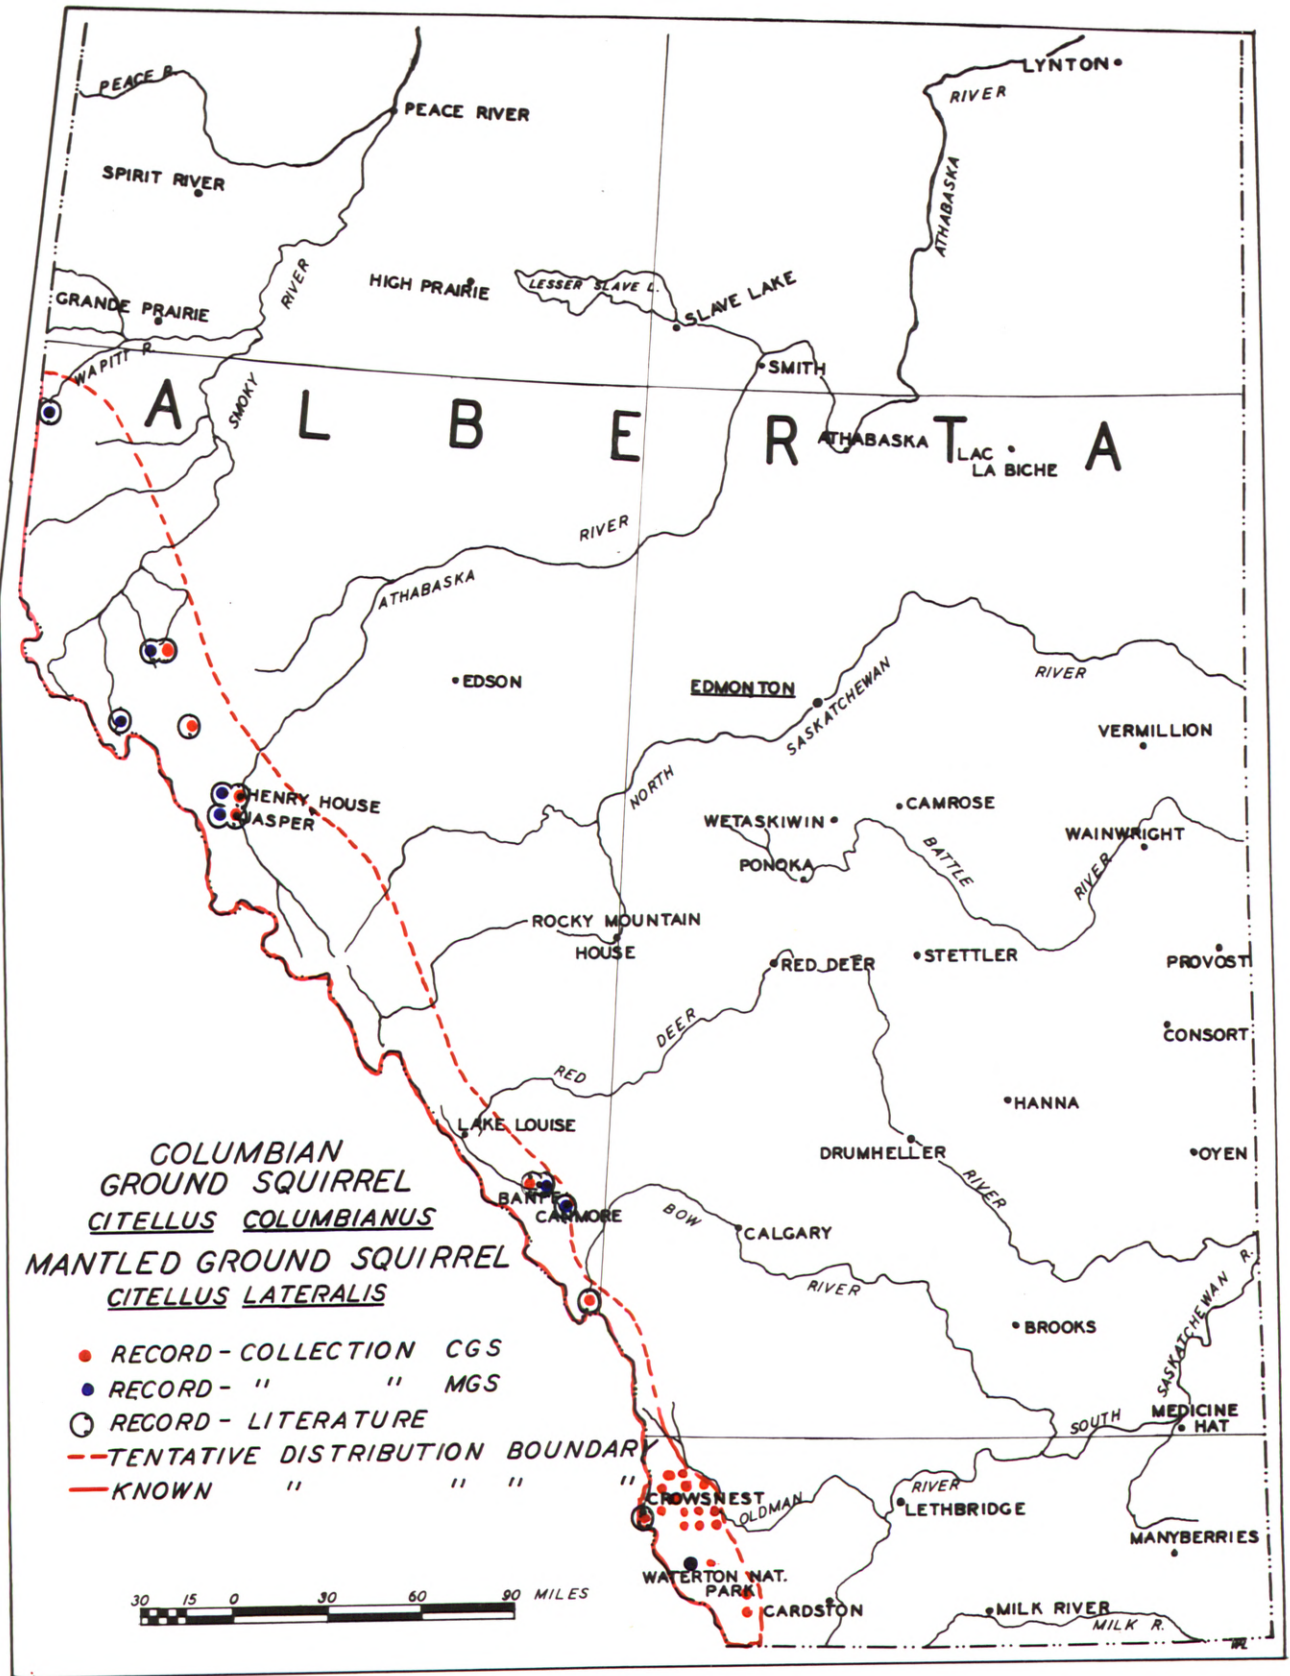 LYNTON
RIVER
PEACE R.
PEACE RIVER
SPIRIT RIVER
ATHABASKA
RIVER
HIGH PRAIRIE
LESSER SLAVE L.
SLAVE LAKE
GRANDE PRAIRIE
WAPITI R.
SMITH
SMOKY
ALBERTA
ATHABASKA
LAC
LA BICHE
RIVER
ATHABASKA
EDSON
EDMONTON
SASKATCHEWAN
RIVER
VERMILLION
NORTH
HENRY HOUSE
JASPER
CAMROSE
WETASKIWIN
WAINWRIGHT
PONOKA
BATTLE
RIVER
ROCKY MOUNTAIN
HOUSE
RED DEER
STETTLER
PROVOST
CONSORT
DEER
RED
HANNA
LAKE LOUISE
DRUMHELLER
OYEN
RIVER
COLUMBIAN
GROUND SQUIRREL
CITELLUS COLUMBIANUS
MANTLED GROUND SQUIRREL
CITELLUS LATERALIS
BANFF
CANMORE
BOW
CALGARY
RIVER
BROOKS
SASKATCHEWAN R.
RECORD - COLLECTION CGS
RECORD - " " MGS
RECORD - LITERATURE
TENTATIVE DISTRIBUTION BOUNDARY
KNOWN " " " "
SOUTH
MEDICINE
HAT
CROWSNEST
OLDMAN
RIVER
LETHBRIDGE
MANYBERRIES
WATERTON NAT.
PARK
CARDSTON
MILK RIVER
MILK R.
30 15 0 30 60 90 MILES